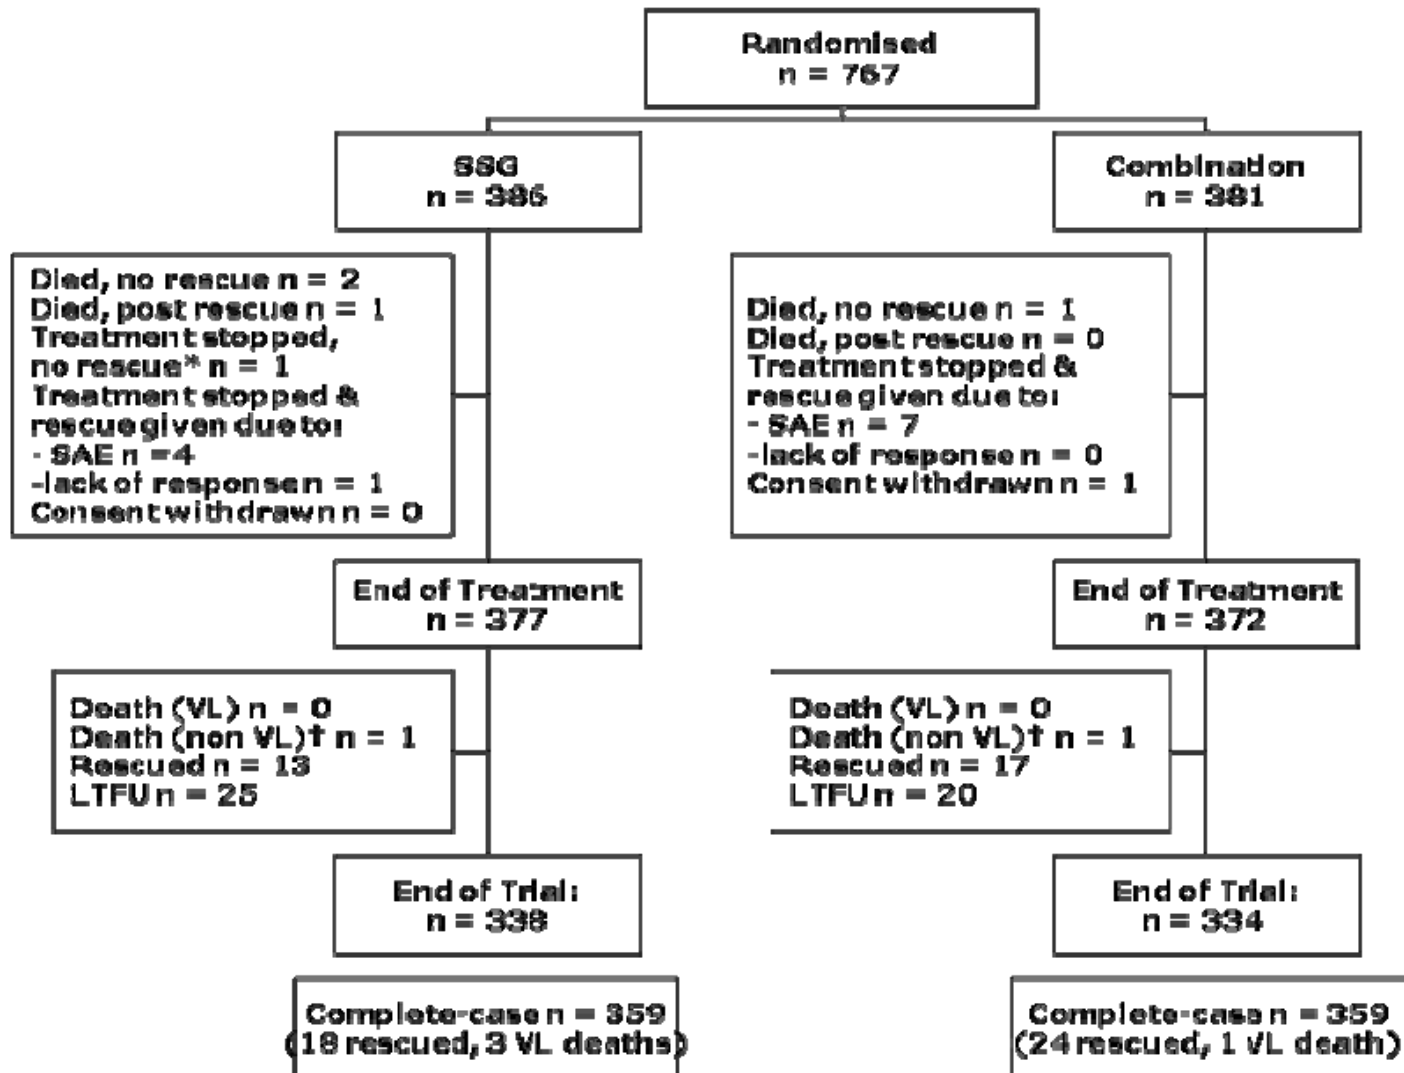 Randomised
n = 767
SSG
n = 386
Combination
n = 381
Died, no rescue n = 2
Died, post rescue n = 1
Treatment stopped,
no rescue* n = 1
Treatment stopped &
rescue given due to:
- SAE n =4
-lack of response n = 1
Consent withdrawn n = 0
Died, no rescue n = 1
Died, post rescue n = 0
Treatment stopped &
rescue given due to:
- SAE n = 7
-lack of response n = 0
Consent withdrawn n = 1
End of Treatment
n = 377
End of Treatment
n = 372
Death (VL) n = 0
Death (non VL)† n = 1
Rescued n = 13
LTFU n = 25
Death (VL) n = 0
Death (non VL)† n = 1
Rescued n = 17
LTFU n = 20
End of Trial:
n = 338
End of Trial:
n = 334
Complete-case n = 359
(18 rescued, 3 VL deaths)
Complete-case n = 359
(24 rescued, 1 VL death)